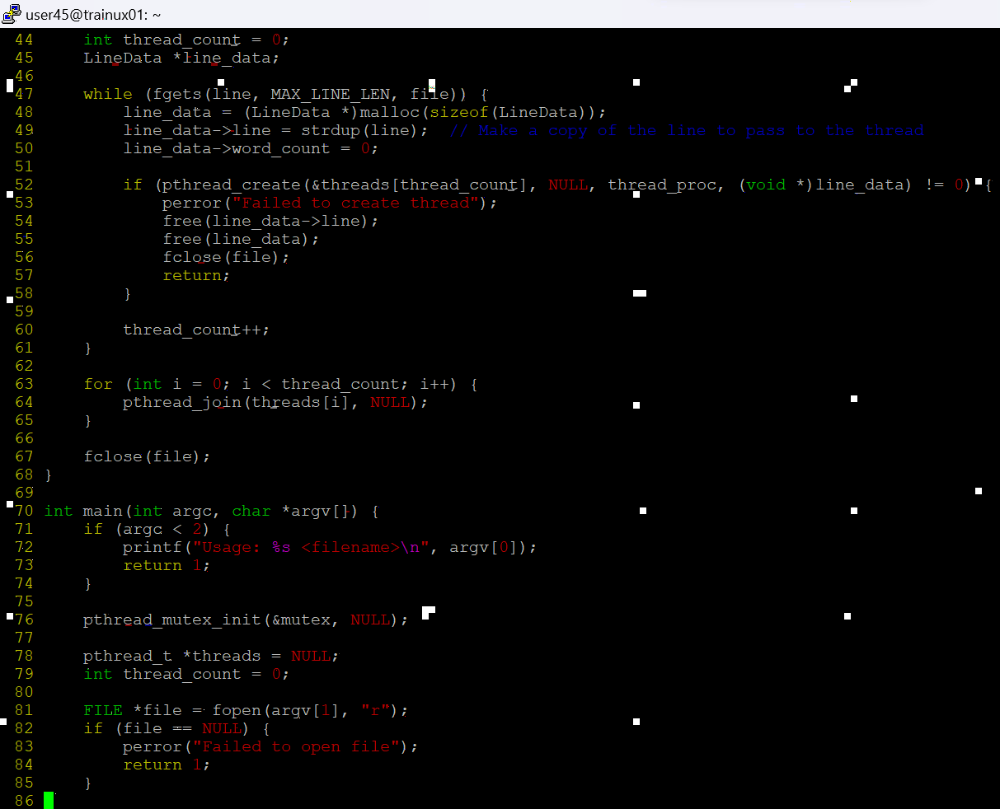 user45@trainux01: ~
44     int thread_count = 0;
45     LineData *line_data;
46
47     while (fgets(line, MAX_LINE_LEN, file)) {
48         line_data = (LineData *)malloc(sizeof(LineData));
49         line_data->line = strdup(line);  // Make a copy of the line to pass to the thread
50         line_data->word_count = 0;
51
52         if (pthread_create(&threads[thread_count], NULL, thread_proc, (void *)line_data) != 0) {
53             perror("Failed to create thread");
54             free(line_data->line);
55             free(line_data);
56             fclose(file);
57             return;
58         }
59
60         thread_count++;
61     }
62
63     for (int i = 0; i < thread_count; i++) {
64         pthread_join(threads[i], NULL);
65     }
66
67     fclose(file);
68 }
69
70 int main(int argc, char *argv[]) {
71     if (argc < 2) {
72         printf("Usage: %s <filename>\n", argv[0]);
73         return 1;
74     }
75
76     pthread_mutex_init(&mutex, NULL);
77
78     pthread_t *threads = NULL;
79     int thread_count = 0;
80
81     FILE *file = fopen(argv[1], "r");
82     if (file == NULL) {
83         perror("Failed to open file");
84         return 1;
85     }
86